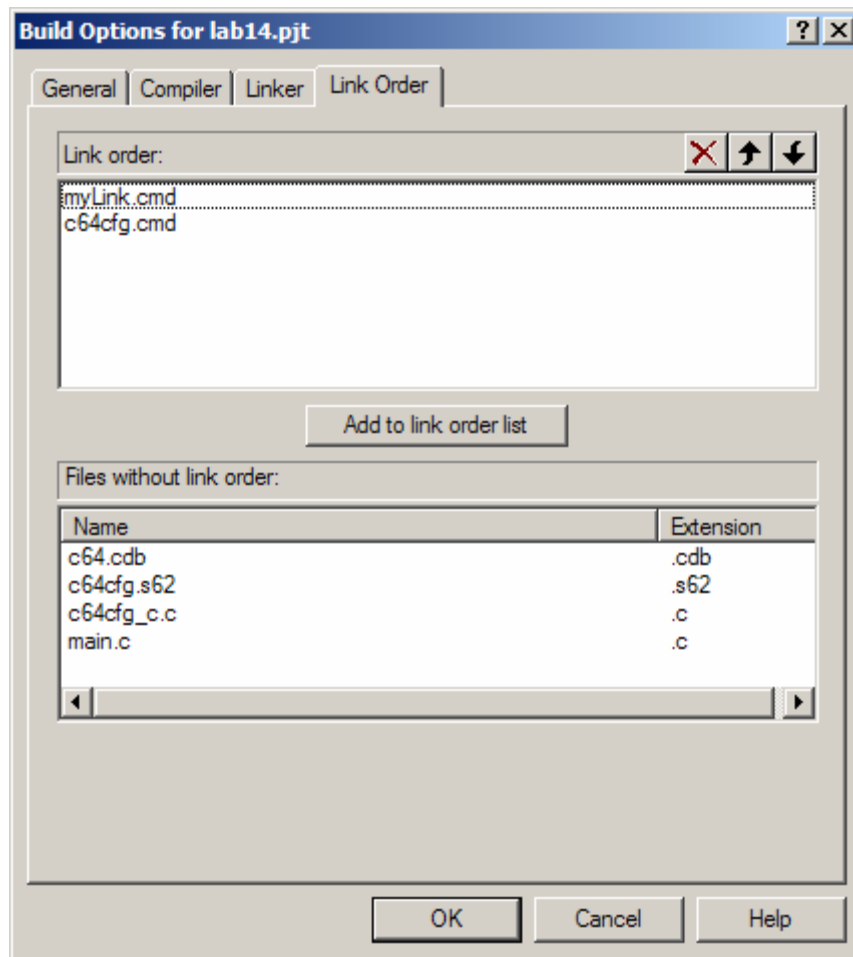 Build Options for lab14.pjt
General Compiler Linker Link Order
Link order:
myLink.cmd
c64cfg.cmd
Add to link order list
Files without link order:
Name Extension
c64.cdb .cdb
c64cfg.s62 .s62
c64cfg_c.c .c
main.c .c
OK Cancel Help